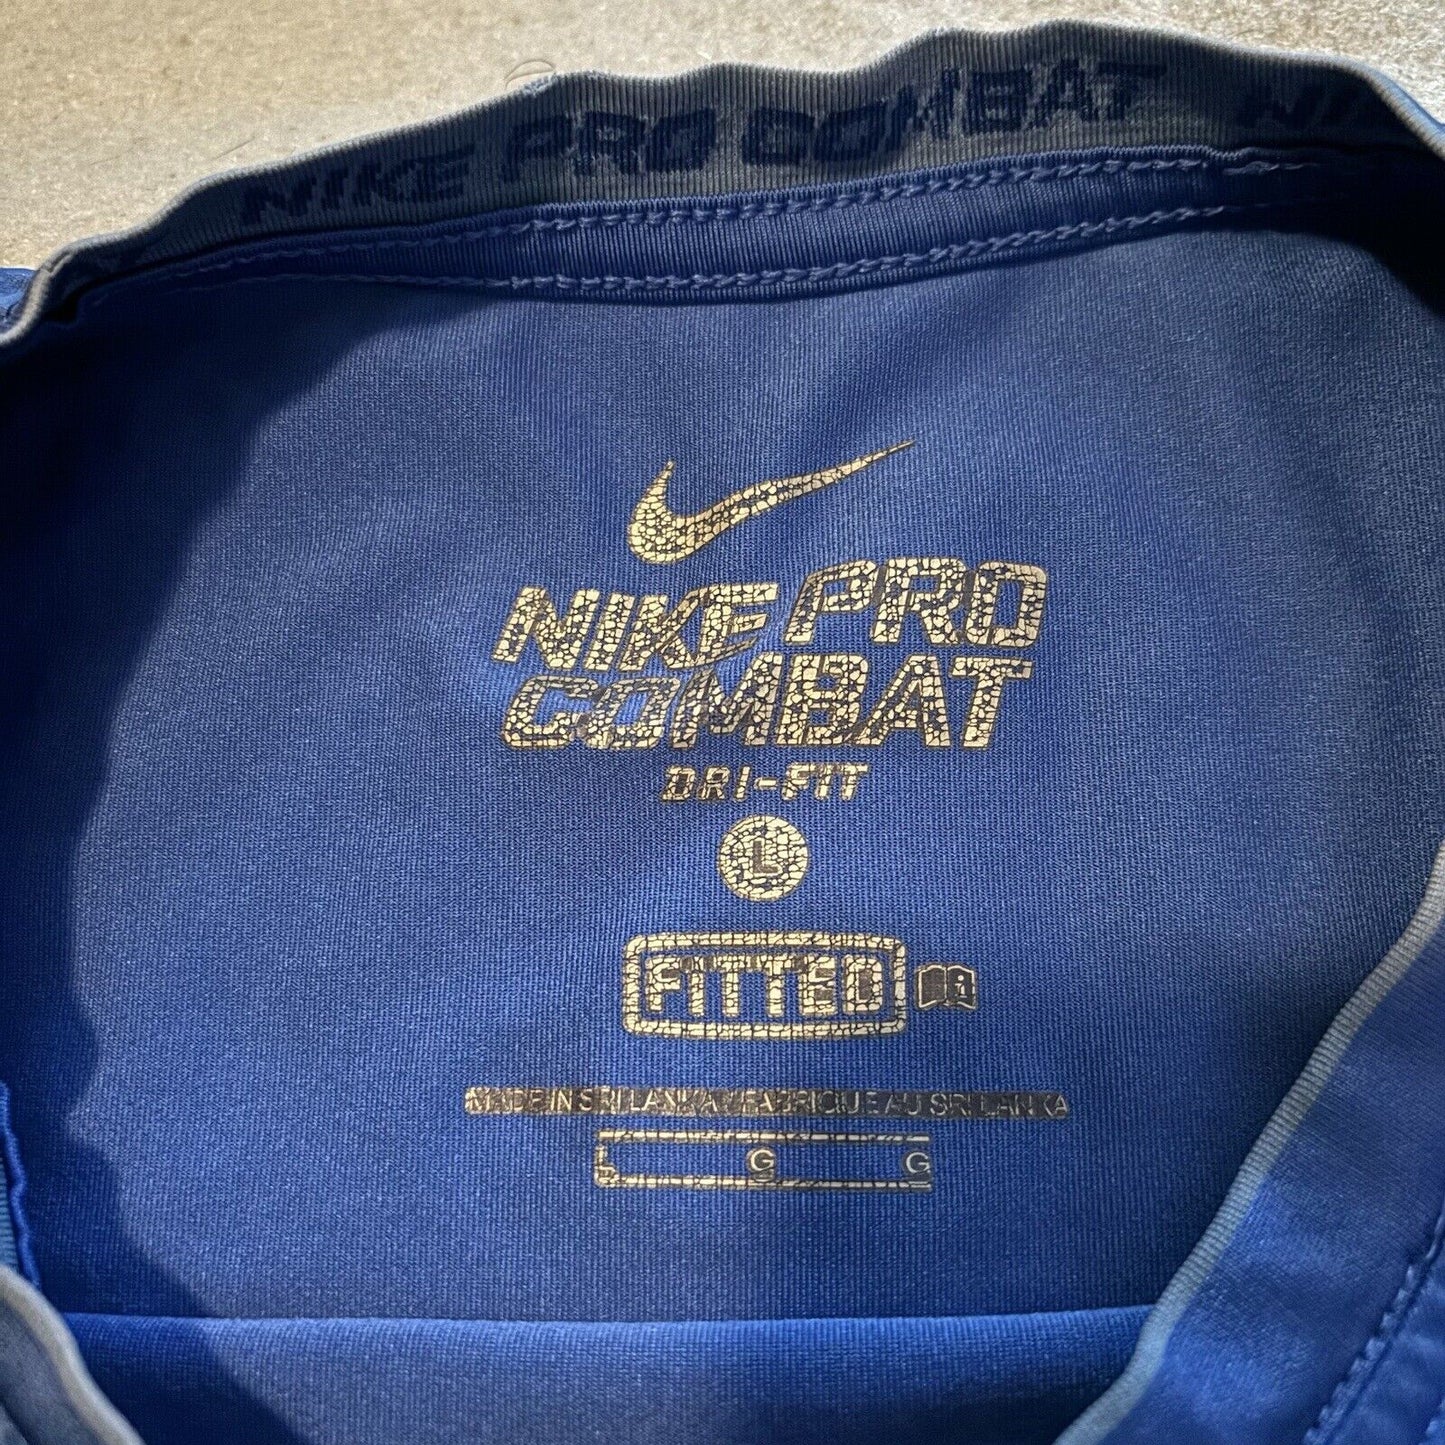 NIKE PRO COMBAT
NIKE PRO
COMBAT
DRI-FIT
L
FITTED
MADE IN SRI LANKA / FABRIQUE AU SRI LANKA
L G G